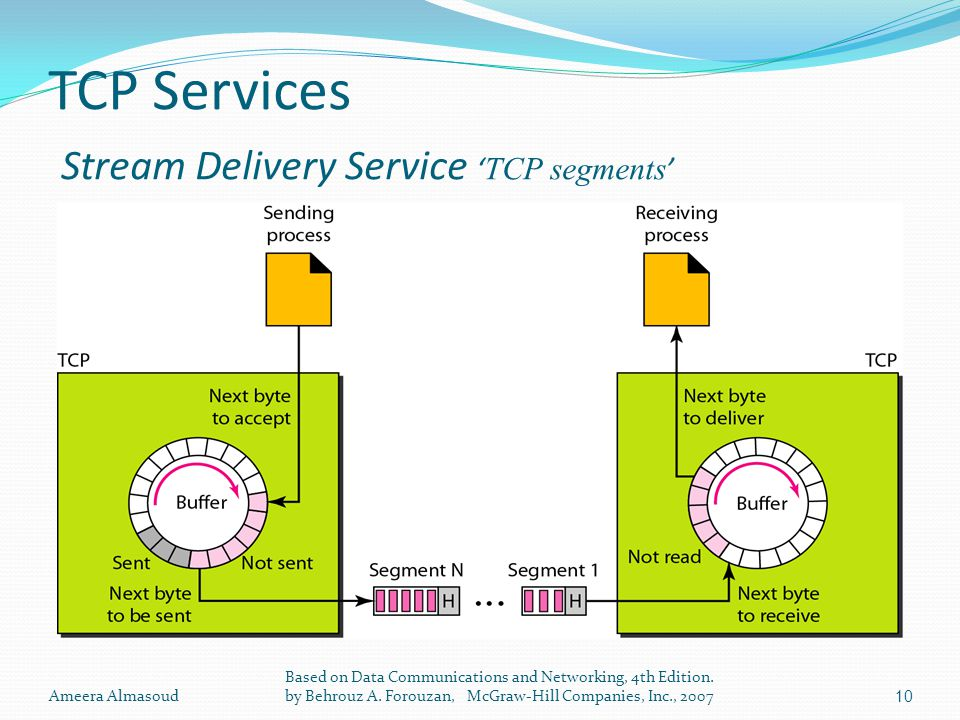 TCP Services
Stream Delivery Service ‘TCP segments’
Sending
process
Receiving
process
TCP
TCP
Next byte
to accept
Next byte
to deliver
Buffer
Buffer
Sent
Not sent
Not read
Next byte
to be sent
Segment N
Segment 1
H
...
H
Next byte
to receive
Ameera Almasoud
Based on Data Communications and Networking, 4th Edition.
by Behrouz A. Forouzan, McGraw-Hill Companies, Inc., 2007
10